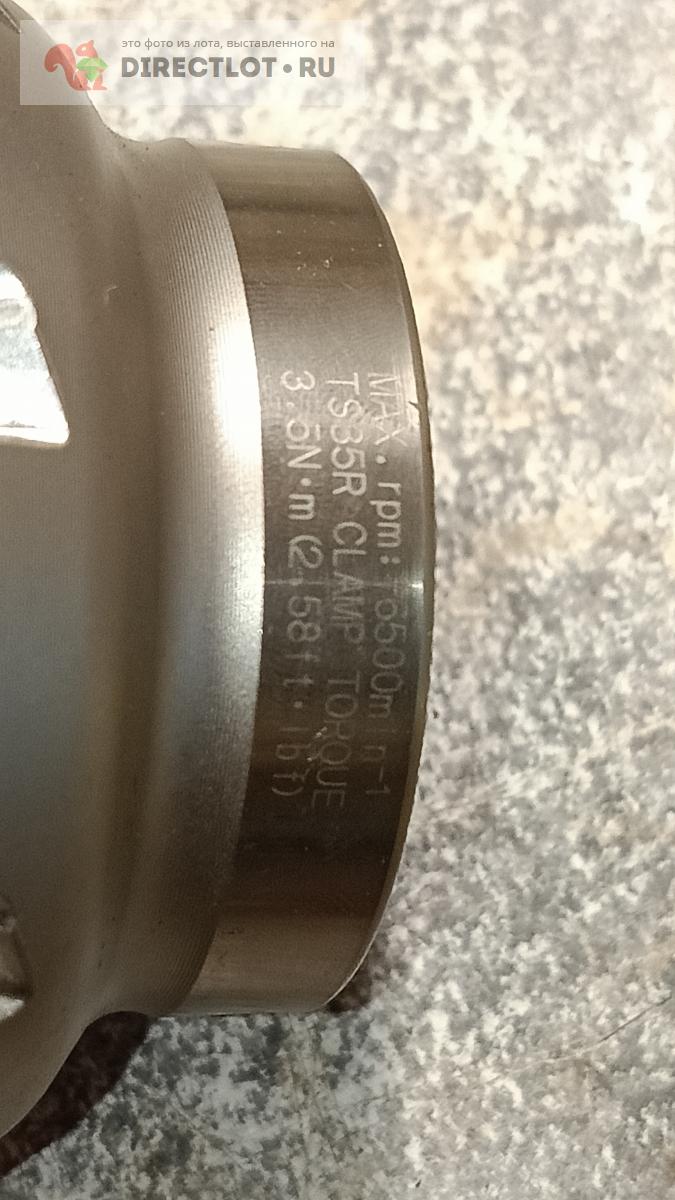 это фото из лота, выставленного на
DIRECTLOT•RU
MAX. rpm: 6500min-1
TS35R CLAMP TORQUE
3.5N·m (2.58ft·lbf)